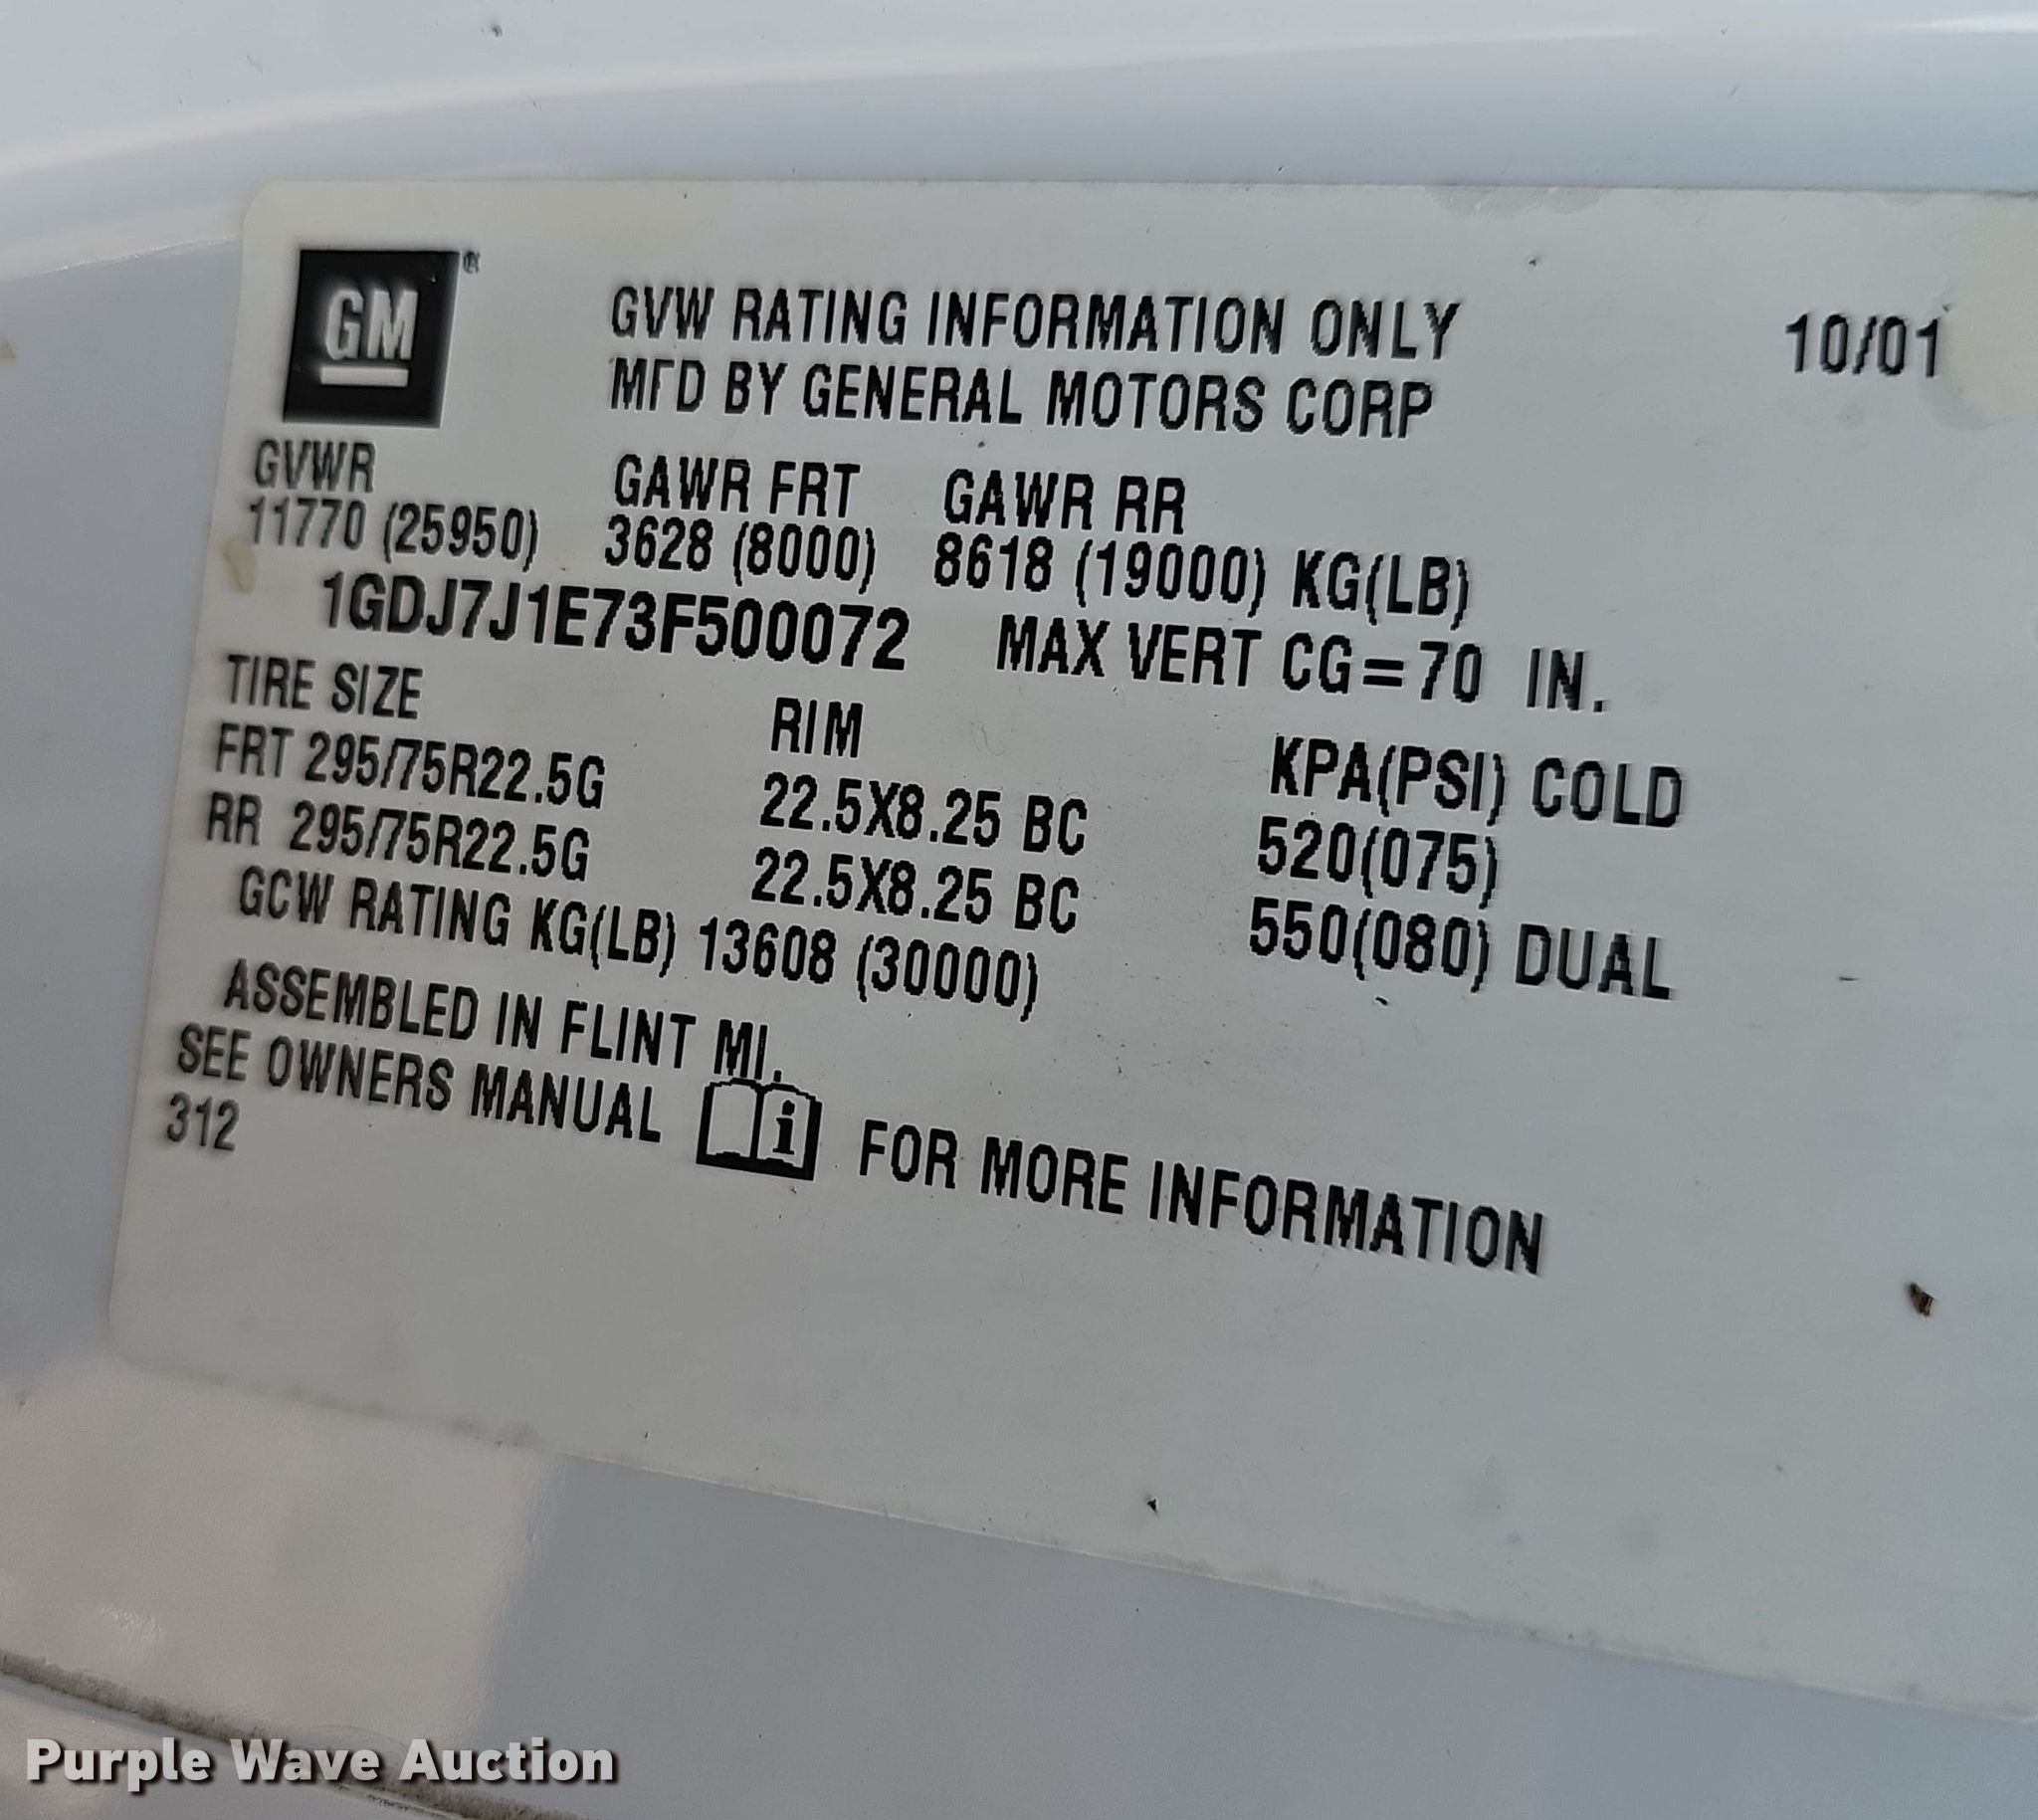 GM ®
GVW RATING INFORMATION ONLY 10/01
MFD BY GENERAL MOTORS CORP
GVWR GAWR FRT GAWR RR
11770 (25950) 3628 (8000) 8618 (19000) KG(LB)
1GDJ7J1E73F500072 MAX VERT CG=70 IN.
TIRE SIZE RIM KPA(PSI) COLD
FRT 295/75R22.5G 22.5X8.25 BC 520(075)
RR 295/75R22.5G 22.5X8.25 BC 550(080) DUAL
GCW RATING KG(LB) 13608 (30000)
ASSEMBLED IN FLINT MI.
SEE OWNERS MANUAL i FOR MORE INFORMATION
312
Purple Wave Auction